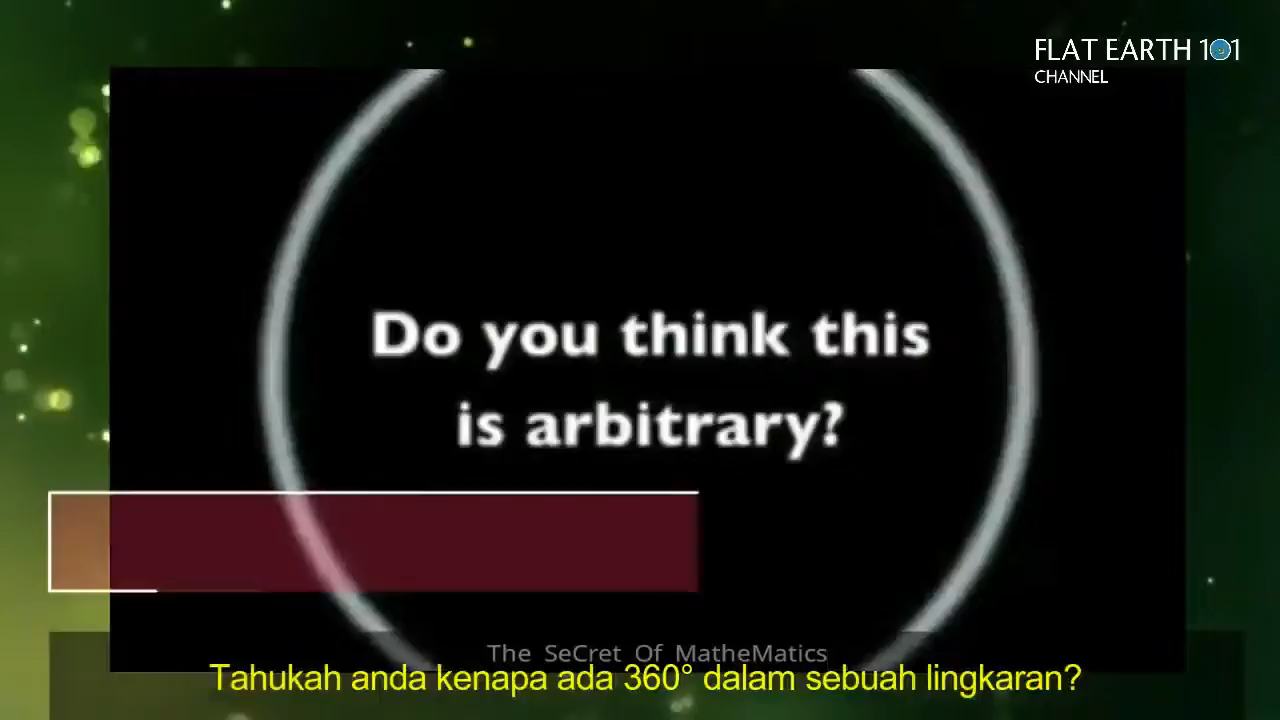 FLAT EARTH 101
CHANNEL
Do you think this
is arbitrary?
The SeCret Of MatheMatics
Tahukah anda kenapa ada 360° dalam sebuah lingkaran?